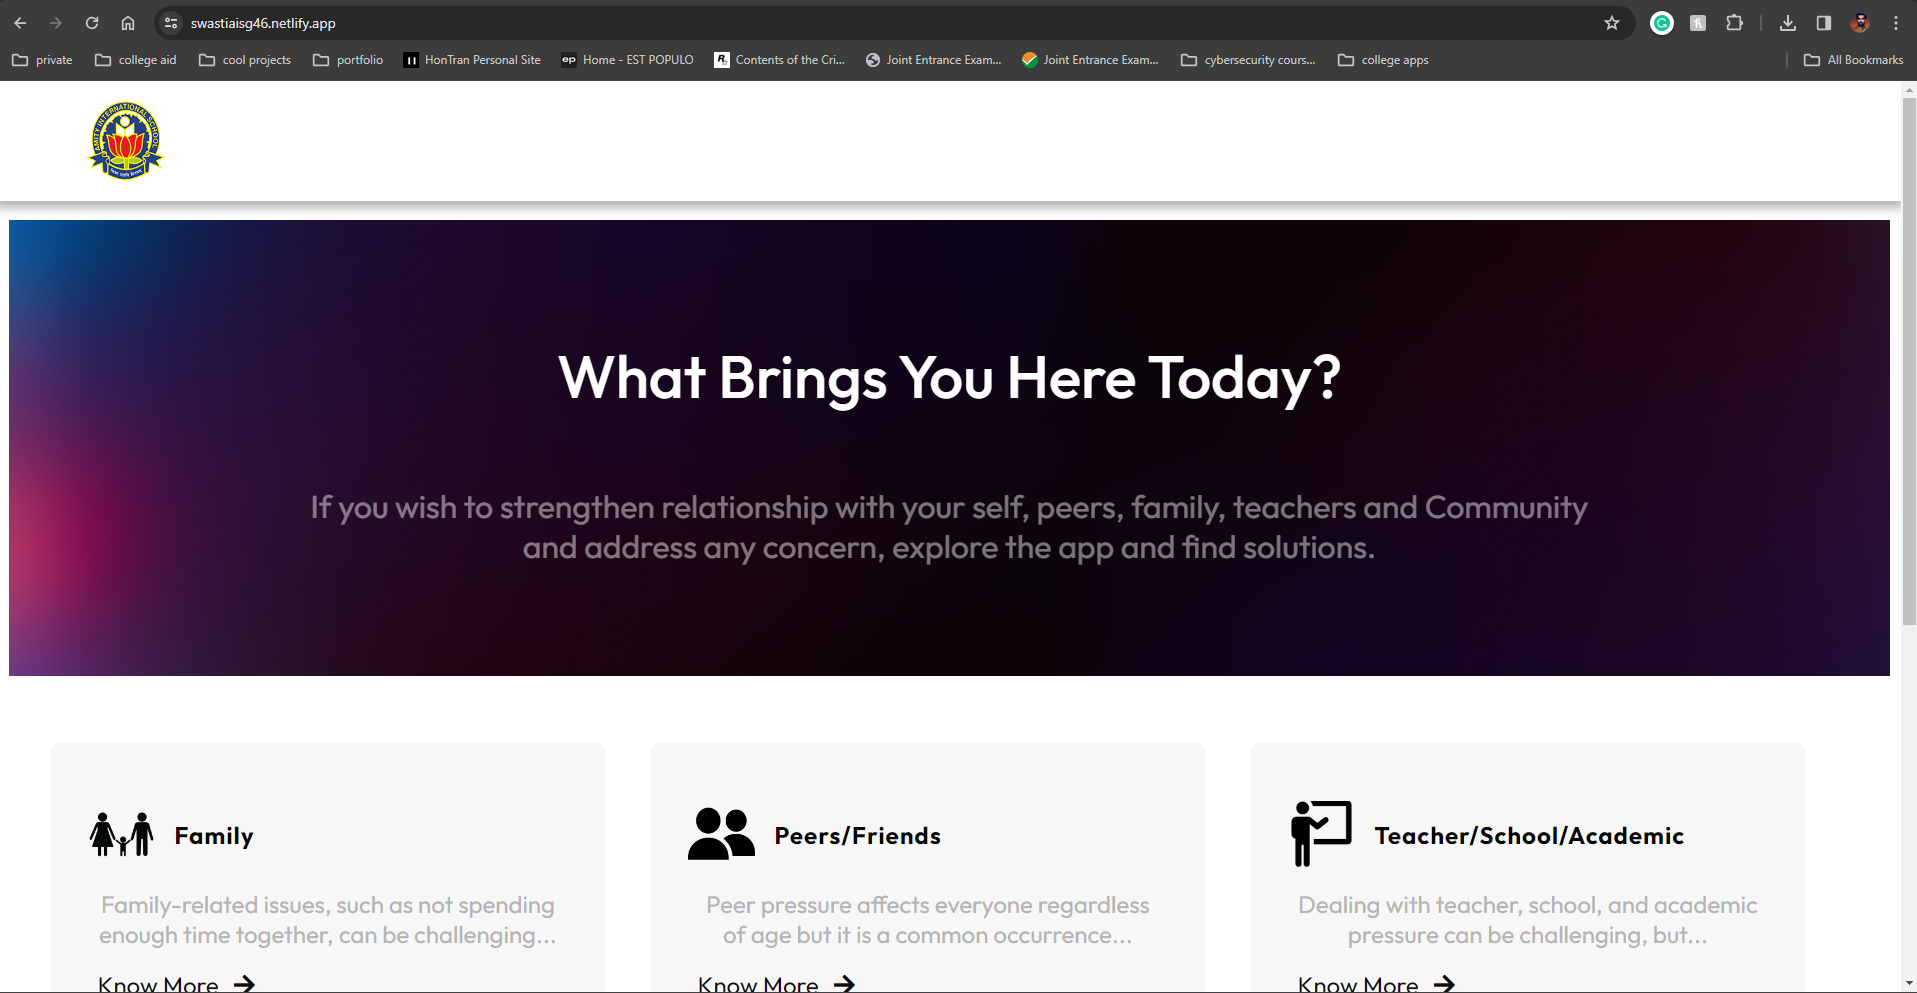 swastiaisg46.netlify.app
private
college aid
cool projects
portfolio
HonTran Personal Site
ep
Home - EST POPULO
Contents of the Cri...
Joint Entrance Exam...
Joint Entrance Exam...
cybersecurity cours...
college apps
All Bookmarks
AMITY INTERNATIONAL SCHOOL
What Brings You Here Today?
If you wish to strengthen relationship with your self, peers, family, teachers and Community
and address any concern, explore the app and find solutions.
Family
Family-related issues, such as not spending
enough time together, can be challenging...
Know More
Peers/Friends
Peer pressure affects everyone regardless
of age but it is a common occurrence...
Know More
Teacher/School/Academic
Dealing with teacher, school, and academic
pressure can be challenging, but...
Know More